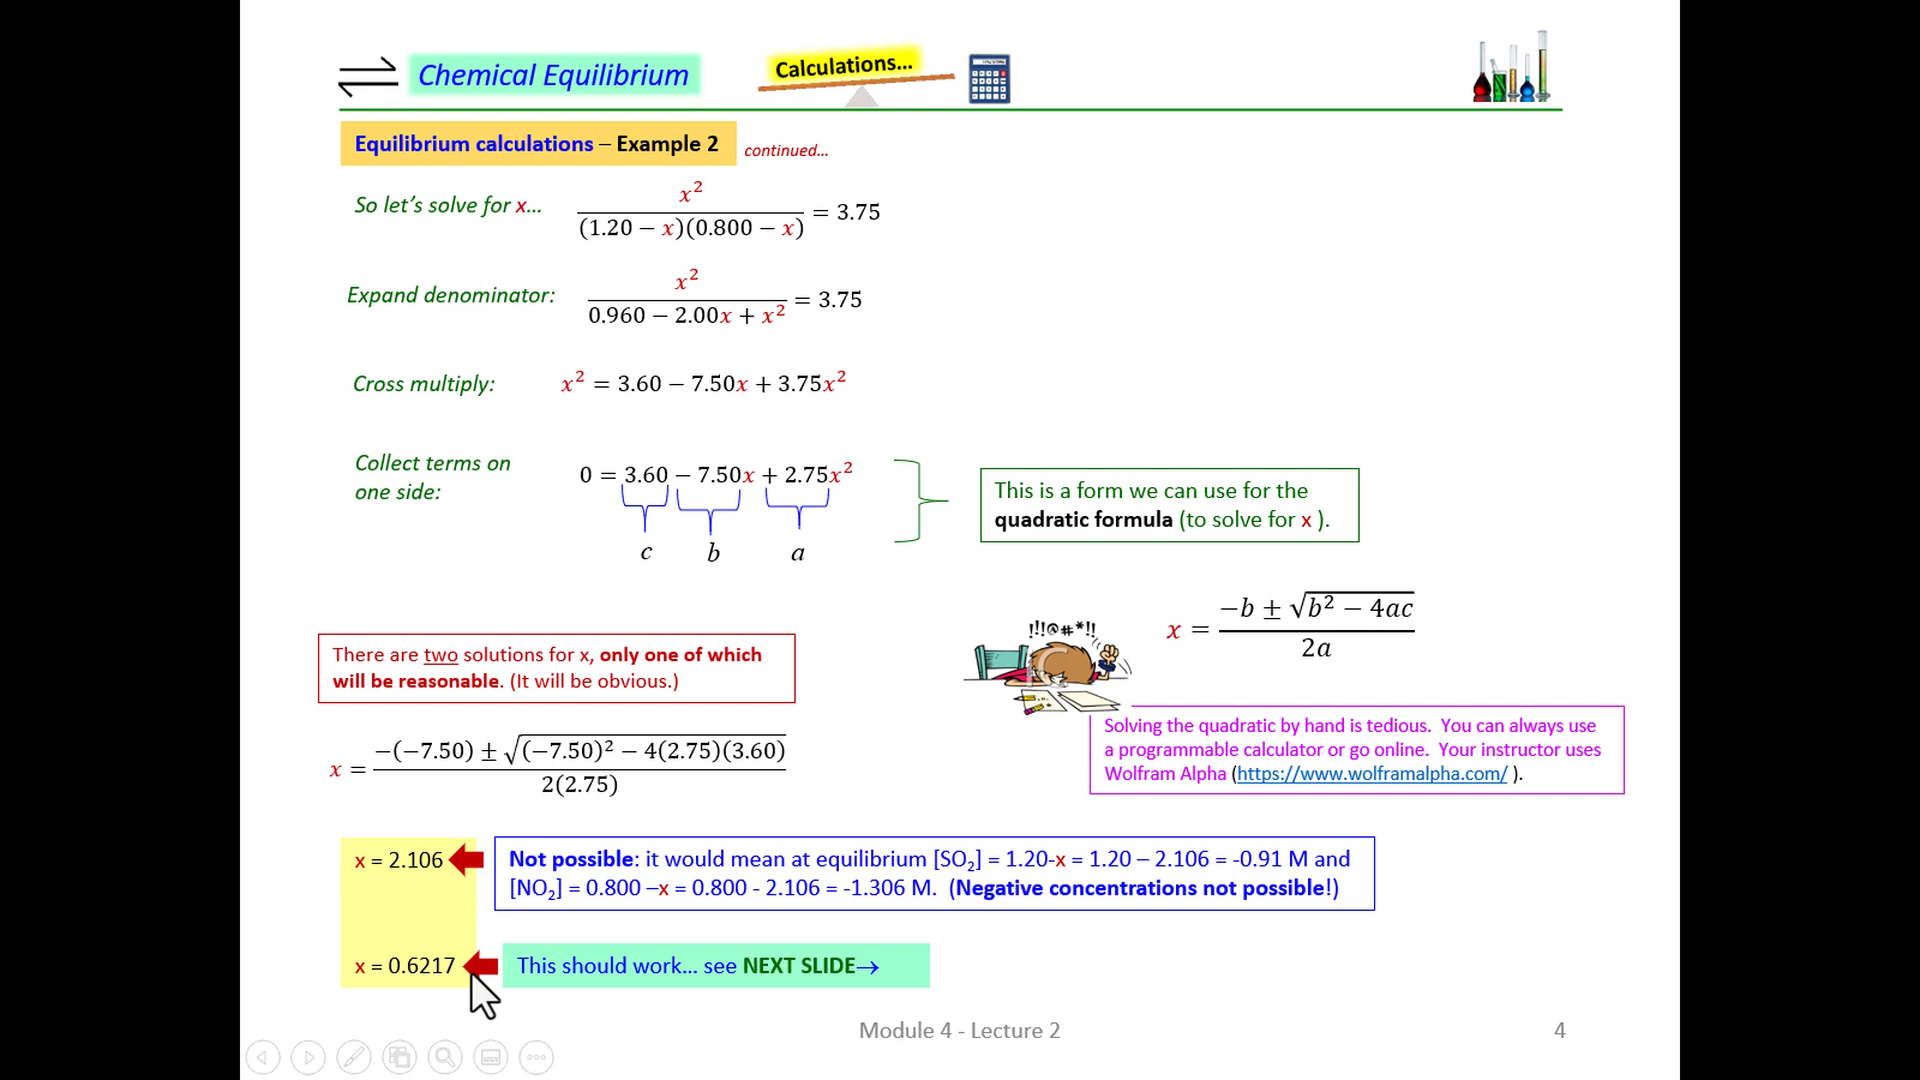 Chemical Equilibrium
Calculations...
Equilibrium calculations – Example 2
continued...
So let's solve for x...
x²
(1.20 − x)(0.800 − x)
= 3.75
Expand denominator:
x²
0.960 − 2.00x + x²
= 3.75
Cross multiply:
x² = 3.60 − 7.50x + 3.75x²
Collect terms on
one side:
0 = 3.60 − 7.50x + 2.75x²
c b a
This is a form we can use for the
quadratic formula (to solve for x ).
x = −b ± √b² − 4ac
2a
!!!@#*!!
There are two solutions for x, only one of which
will be reasonable. (It will be obvious.)
Solving the quadratic by hand is tedious. You can always use
a programmable calculator or go online. Your instructor uses
Wolfram Alpha (https://www.wolframalpha.com/ ).
x = −(−7.50) ± √(−7.50)² − 4(2.75)(3.60)
2(2.75)
x = 2.106
Not possible: it would mean at equilibrium [SO₂] = 1.20-x = 1.20 – 2.106 = -0.91 M and
[NO₂] = 0.800 –x = 0.800 - 2.106 = -1.306 M. (Negative concentrations not possible!)
x = 0.6217
This should work... see NEXT SLIDE→
Module 4 - Lecture 2
4